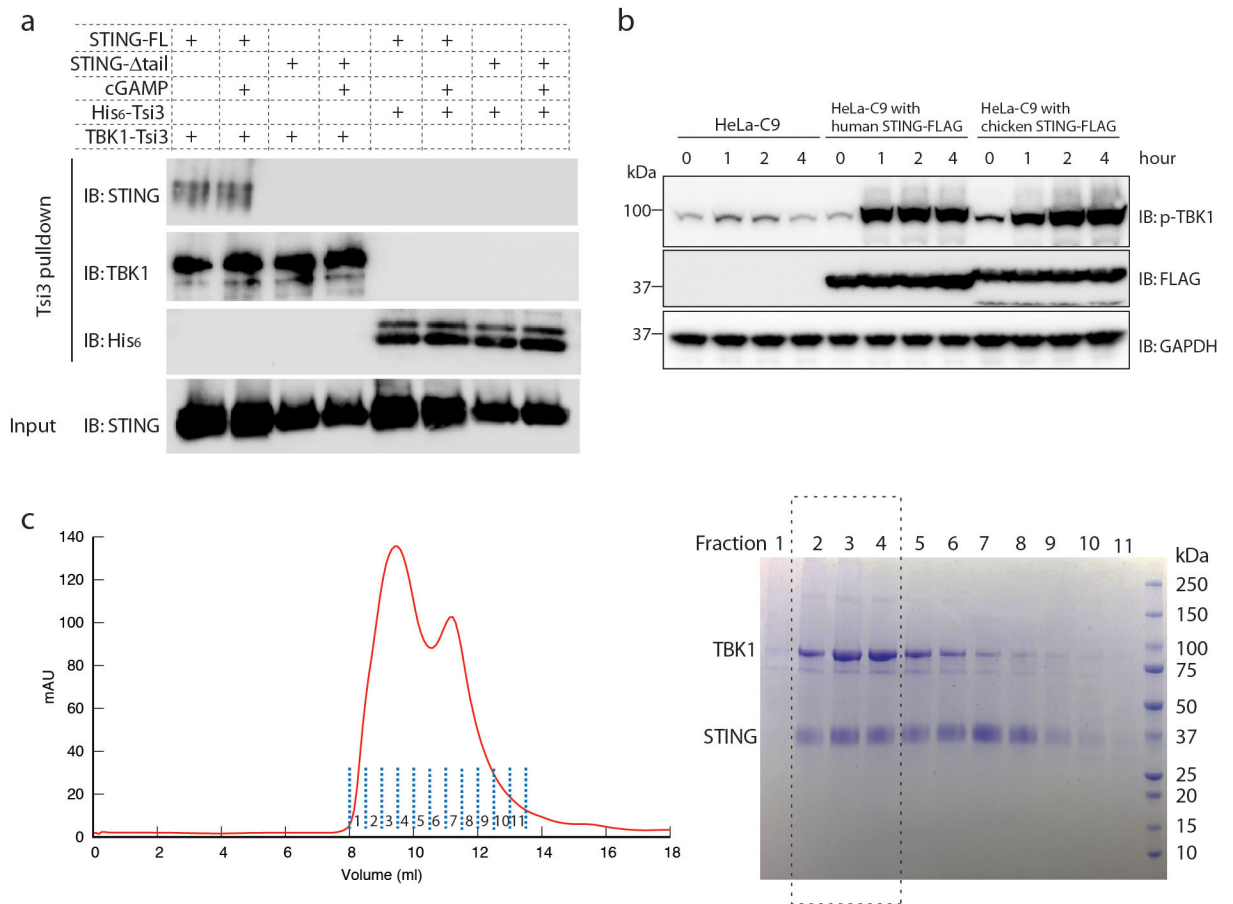 a
STING-FL + + + +
STING-Δtail + + + +
cGAMP + + + +
His6-Tsi3 + + + +
TBK1-Tsi3 + + + +
Tsi3 pulldown
IB: STING
IB: TBK1
IB: His6
Input IB: STING
b
HeLa-C9
HeLa-C9 with
human STING-FLAG
HeLa-C9 with
chicken STING-FLAG
0 1 2 4 0 1 2 4 0 1 2 4 hour
kDa
100 IB: p-TBK1
37 IB: FLAG
37 IB: GAPDH
c
140
120
100
80
60
40
20
0
mAU
1 2 3 4 5 6 7 8 9 10 11
0 2 4 6 8 10 12 14 16 18
Volume (ml)
Fraction 1 2 3 4 5 6 7 8 9 10 11
kDa
250
150
TBK1 100
75
50
STING 37
25
20
15
10